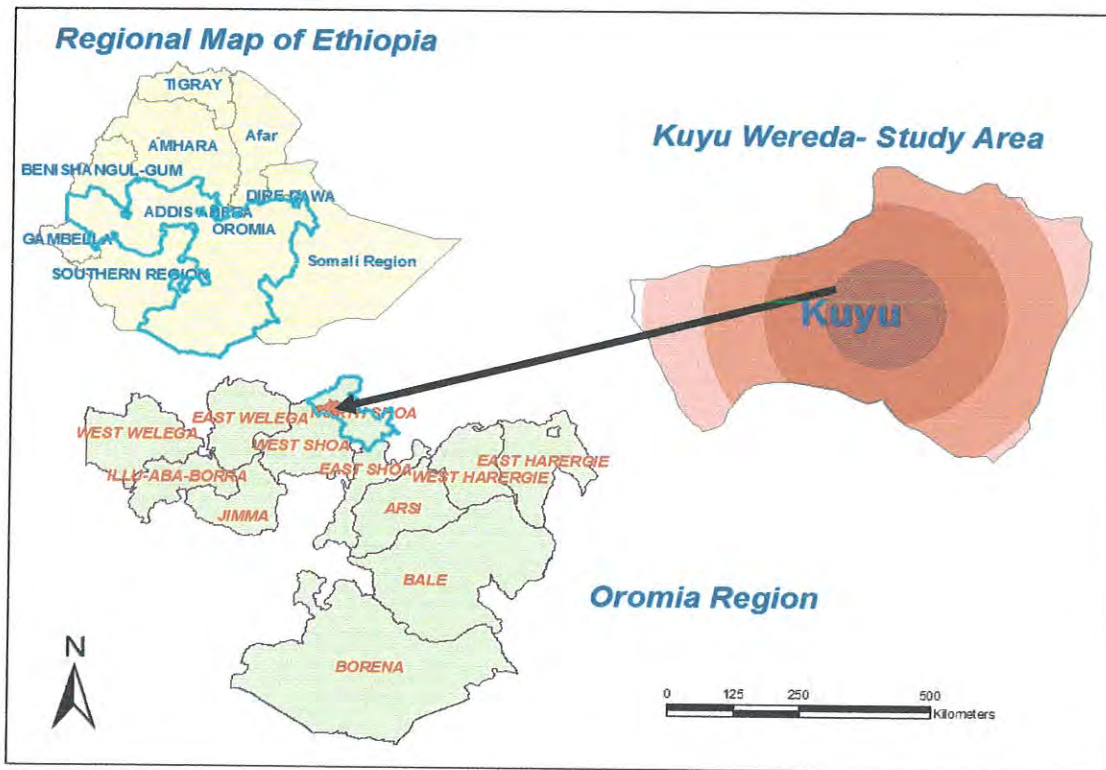 Regional Map of Ethiopia
TIGRAY
Afar
AMHARA
BENISHANGUL-GUM
DIRE DAWA
ADDIS ABEBA
OROMIA
GAMBELLA
SOUTHERN REGION
Somali Region
Kuyu Wereda- Study Area
Kuyu
EAST WELEGA
NORTH SHOA
WEST WELEGA
WEST SHOA
EAST SHOA
EAST HARERGIE
WEST HARERGIE
ILLU-ABA-BORRA
ARSI
JIMMA
BALE
Oromia Region
BORENA
N
0 125 250 500
Kilometers